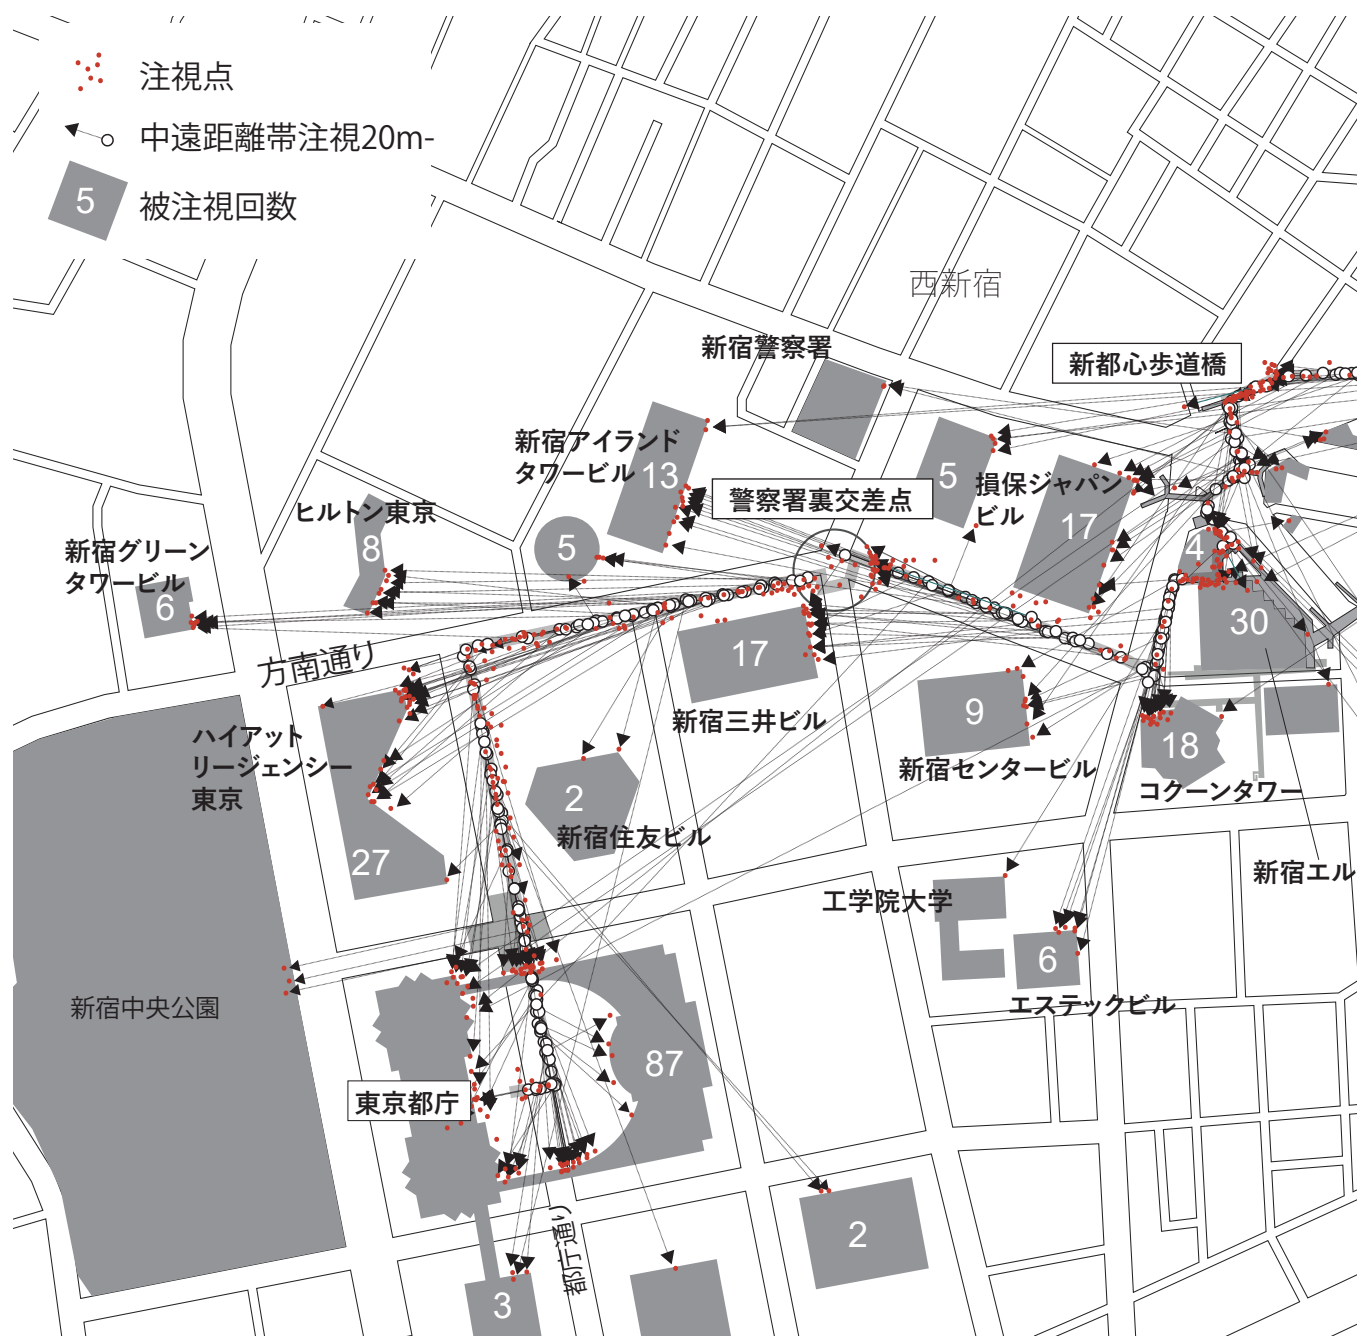 注視点
中遠距離帯注視20m-
5
被注視回数
西新宿
新宿警察署
新都心歩道橋
新宿アイランド
タワービル
13
5
損保ジャパン
ビル
17
警察署裏交差点
ヒルトン東京
8
5
4
新宿グリーン
タワービル
6
30
方南通り
17
新宿三井ビル
9
新宿センタービル
18
コクーンタワー
ハイアット
リージェンシー
東京
27
2
新宿住友ビル
新宿エル
工学院大学
6
エステックビル
新宿中央公園
87
東京都庁
都庁通り
2
3